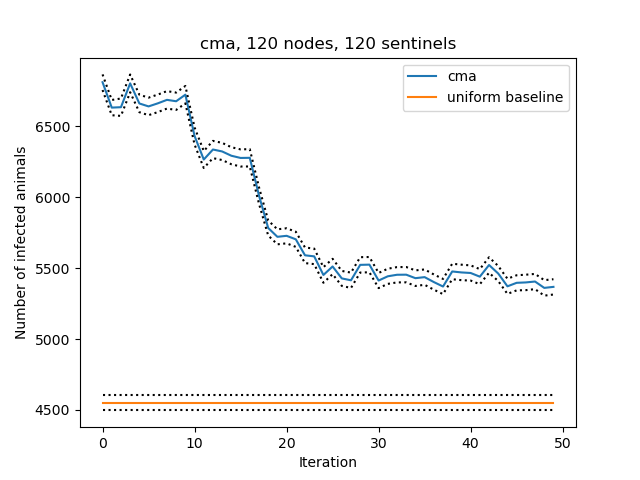 cma, 120 nodes, 120 sentinels
cma
uniform baseline
6500
6000
5500
5000
4500
Number of infected animals
0 10 20 30 40 50
Iteration